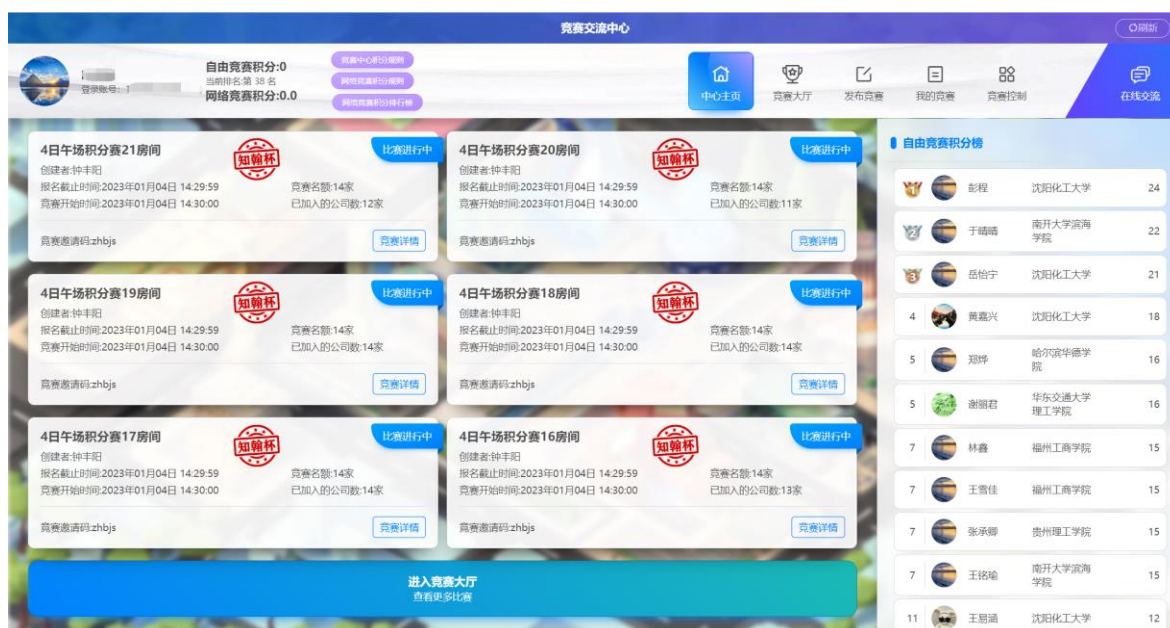 竞赛交流中心
刷新
自由竞赛积分:0
当前排名:第 38 名
登录账号:
网络竞赛积分:0.0
竞赛中心积分规则
网络竞赛积分规则
网络竞赛积分排行榜
中心主页
竞赛大厅
发布竞赛
我的竞赛
竞赛控制
在线交流
4日午场积分赛21房间
知翰杯
比赛进行中
创建者:钟丰阳
报名截止时间:2023年01月04日 14:29:59
竞赛名额:14家
竞赛开始时间:2023年01月04日 14:30:00
已加入的公司数:12家
竞赛邀请码:zhbjs
竞赛详情
4日午场积分赛20房间
知翰杯
比赛进行中
创建者:钟丰阳
报名截止时间:2023年01月04日 14:29:59
竞赛名额:14家
竞赛开始时间:2023年01月04日 14:30:00
已加入的公司数:11家
竞赛邀请码:zhbjs
竞赛详情
4日午场积分赛19房间
知翰杯
比赛进行中
创建者:钟丰阳
报名截止时间:2023年01月04日 14:29:59
竞赛名额:14家
竞赛开始时间:2023年01月04日 14:30:00
已加入的公司数:14家
竞赛邀请码:zhbjs
竞赛详情
4日午场积分赛18房间
知翰杯
比赛进行中
创建者:钟丰阳
报名截止时间:2023年01月04日 14:29:59
竞赛名额:14家
竞赛开始时间:2023年01月04日 14:30:00
已加入的公司数:14家
竞赛邀请码:zhbjs
竞赛详情
4日午场积分赛17房间
知翰杯
比赛进行中
创建者:钟丰阳
报名截止时间:2023年01月04日 14:29:59
竞赛名额:14家
竞赛开始时间:2023年01月04日 14:30:00
已加入的公司数:14家
竞赛邀请码:zhbjs
竞赛详情
4日午场积分赛16房间
知翰杯
比赛进行中
创建者:钟丰阳
报名截止时间:2023年01月04日 14:29:59
竞赛名额:14家
竞赛开始时间:2023年01月04日 14:30:00
已加入的公司数:13家
竞赛邀请码:zhbjs
竞赛详情
进入竞赛大厅
查看更多比赛
自由竞赛积分榜
1 彭程 沈阳化工大学 24
2 于晴晴 南开大学滨海学院 22
3 岳怡宁 沈阳化工大学 21
4 黄嘉兴 沈阳化工大学 18
5 郑烨 哈尔滨华德学院 16
5 谢丽君 华东交通大学理工学院 16
7 林鑫 福州工商学院 15
7 王雪佳 福州工商学院 15
7 张承卿 贵州理工学院 15
7 王铭瑜 南开大学滨海学院 15
11 王易涵 沈阳化工大学 12